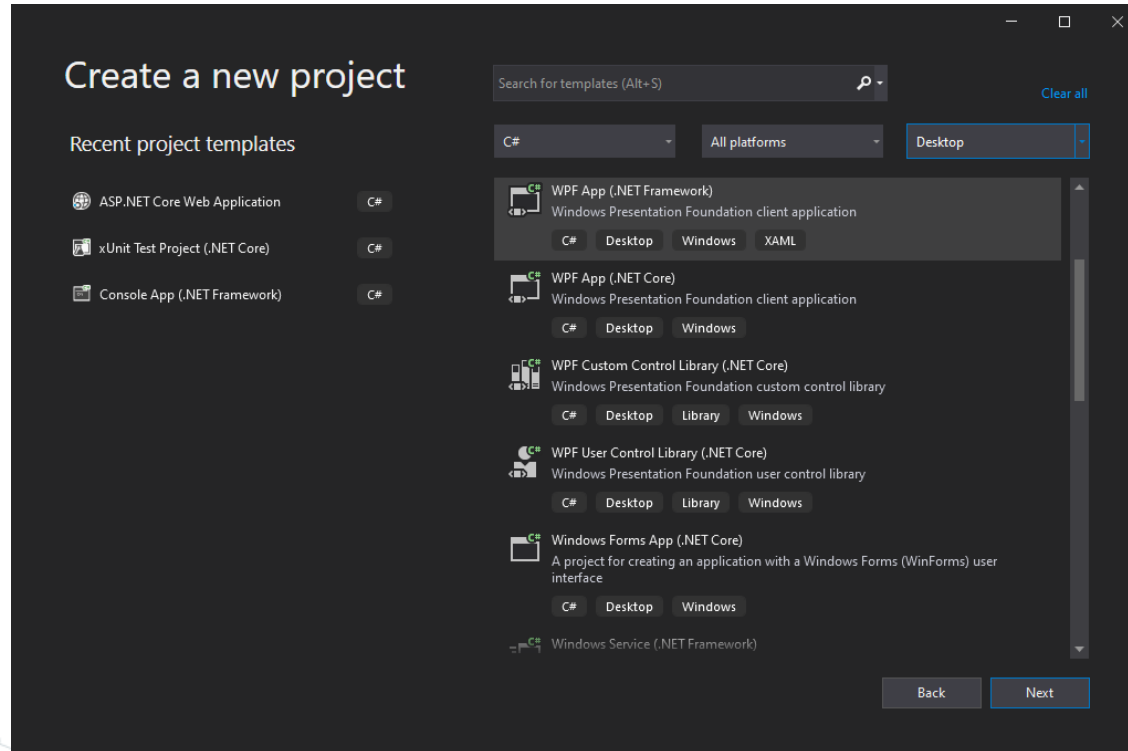 Create a new project
Search for templates (Alt+S)
Clear all
Recent project templates
C#
All platforms
Desktop
ASP.NET Core Web Application
C#
xUnit Test Project (.NET Core)
C#
Console App (.NET Framework)
C#
WPF App (.NET Framework)
Windows Presentation Foundation client application
C# Desktop Windows XAML
WPF App (.NET Core)
Windows Presentation Foundation client application
C# Desktop Windows
WPF Custom Control Library (.NET Core)
Windows Presentation Foundation custom control library
C# Desktop Library Windows
WPF User Control Library (.NET Core)
Windows Presentation Foundation user control library
C# Desktop Library Windows
Windows Forms App (.NET Core)
A project for creating an application with a Windows Forms (WinForms) user
interface
C# Desktop Windows
Windows Service (.NET Framework)
Back
Next